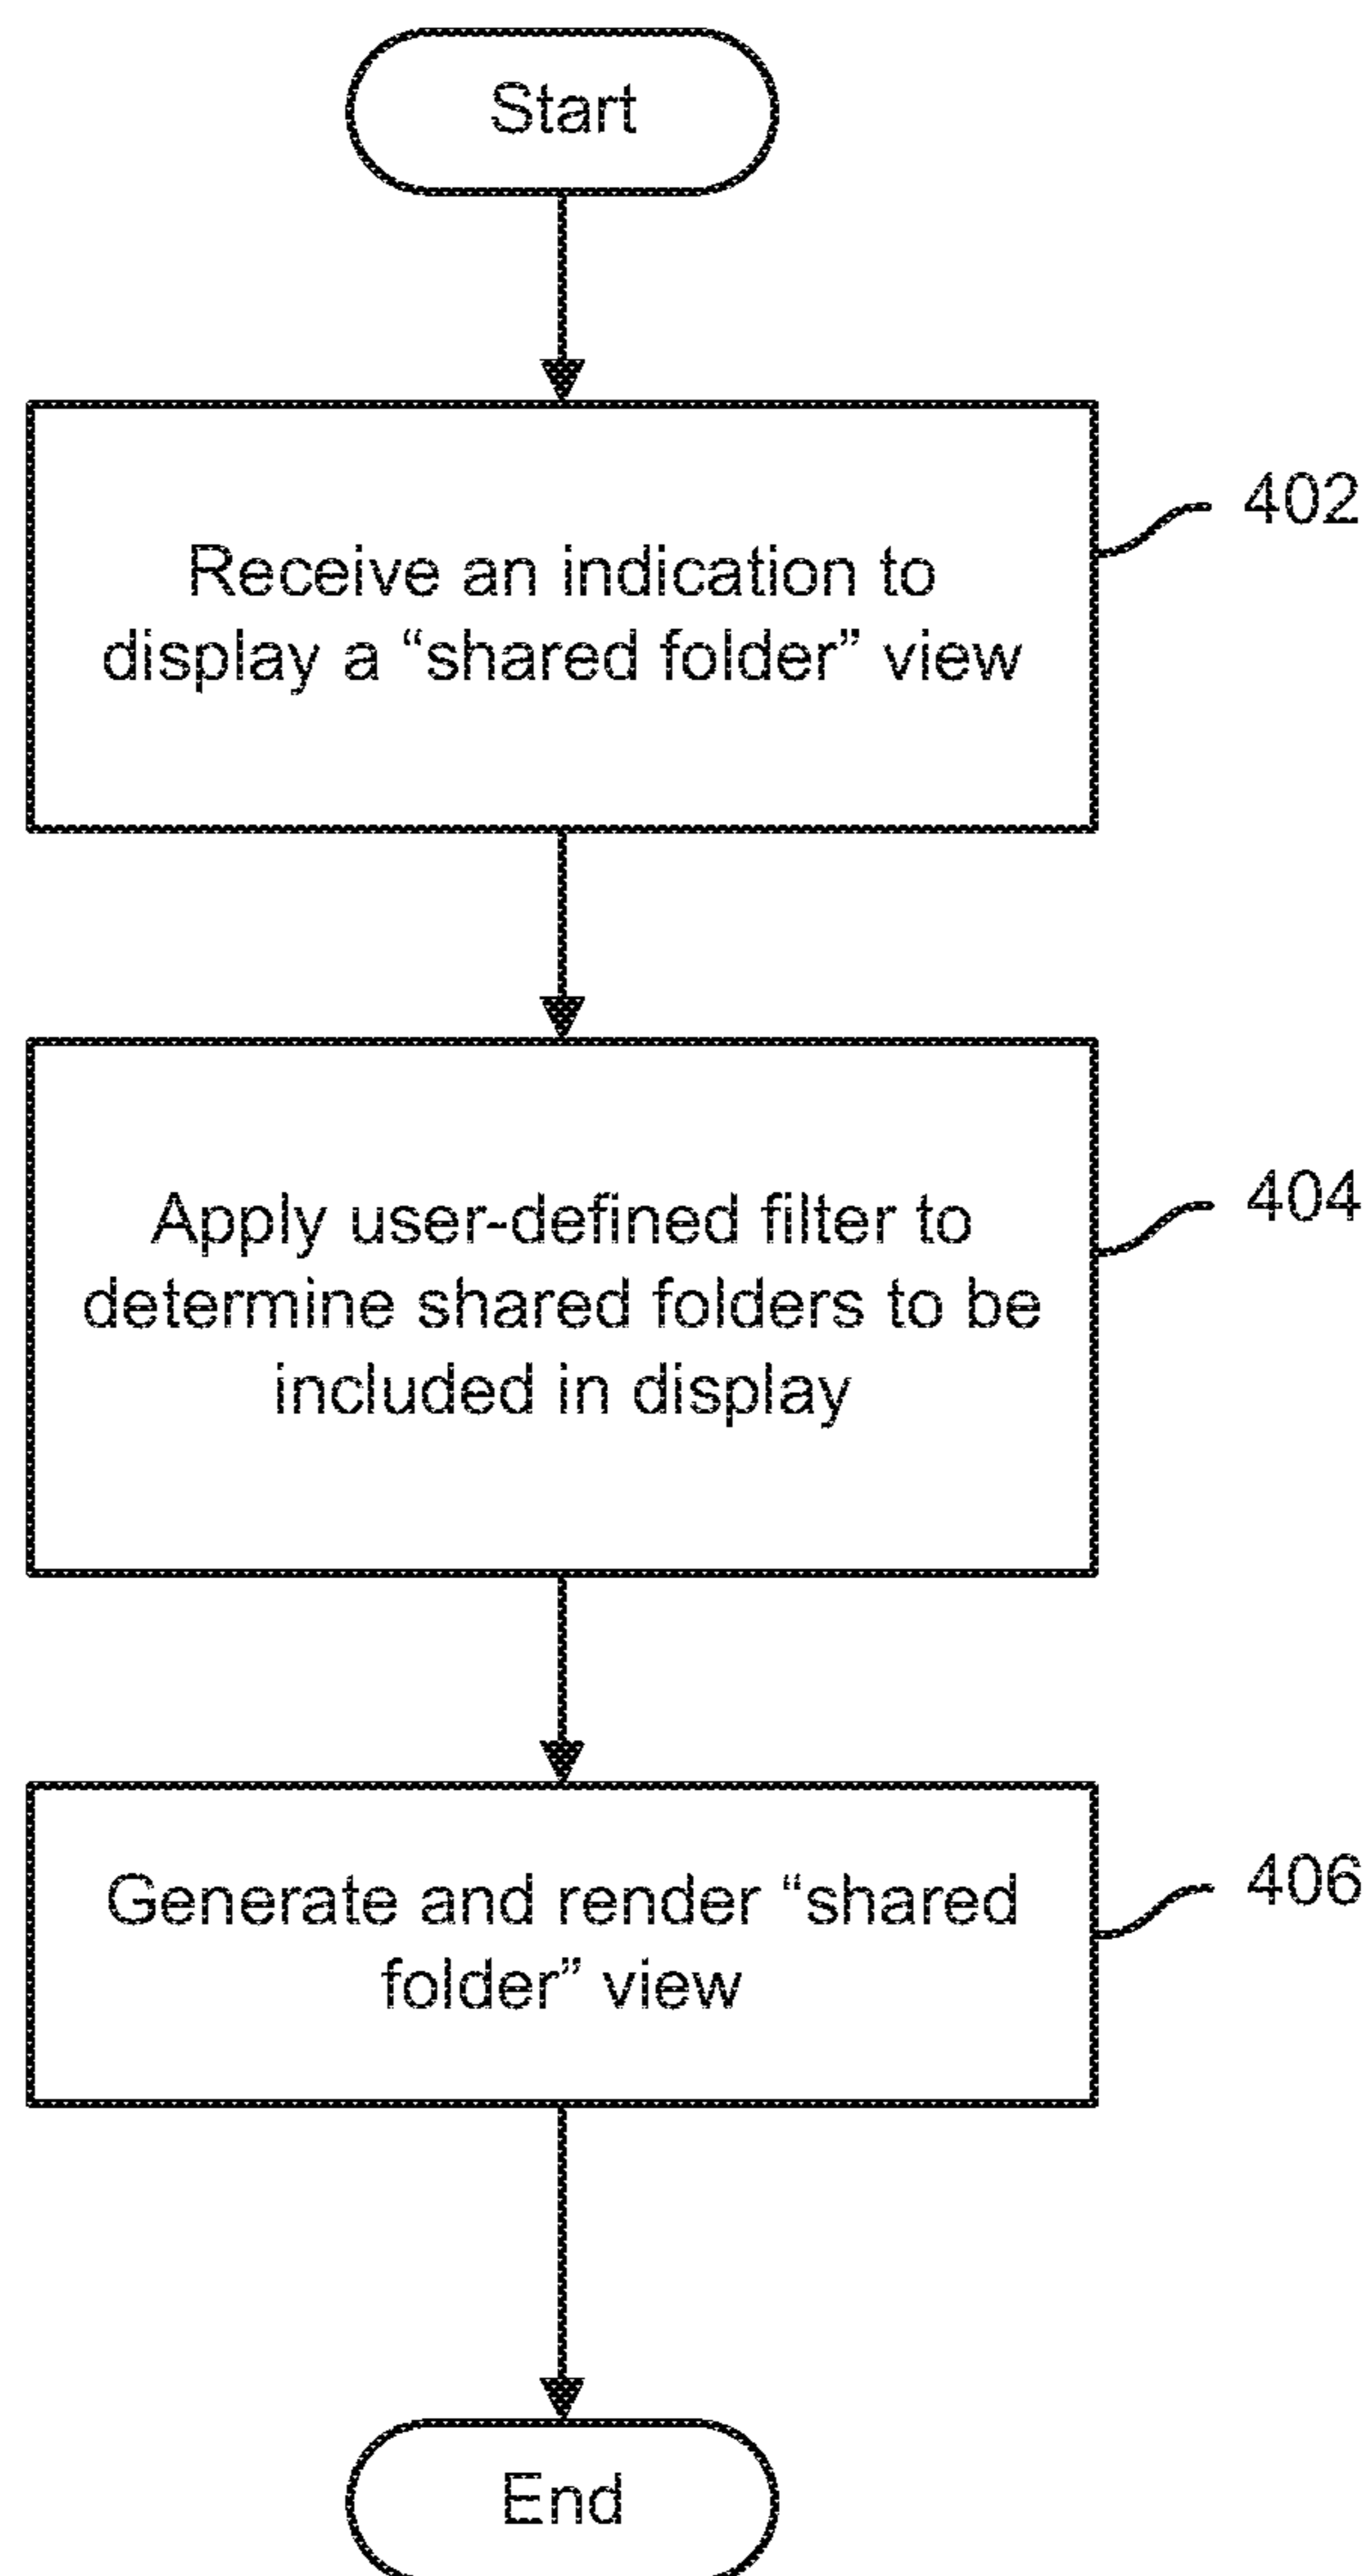 Start
Receive an indication to
display a “shared folder” view
402
Apply user-defined filter to
determine shared folders to be
included in display
404
Generate and render “shared
folder” view
406
End